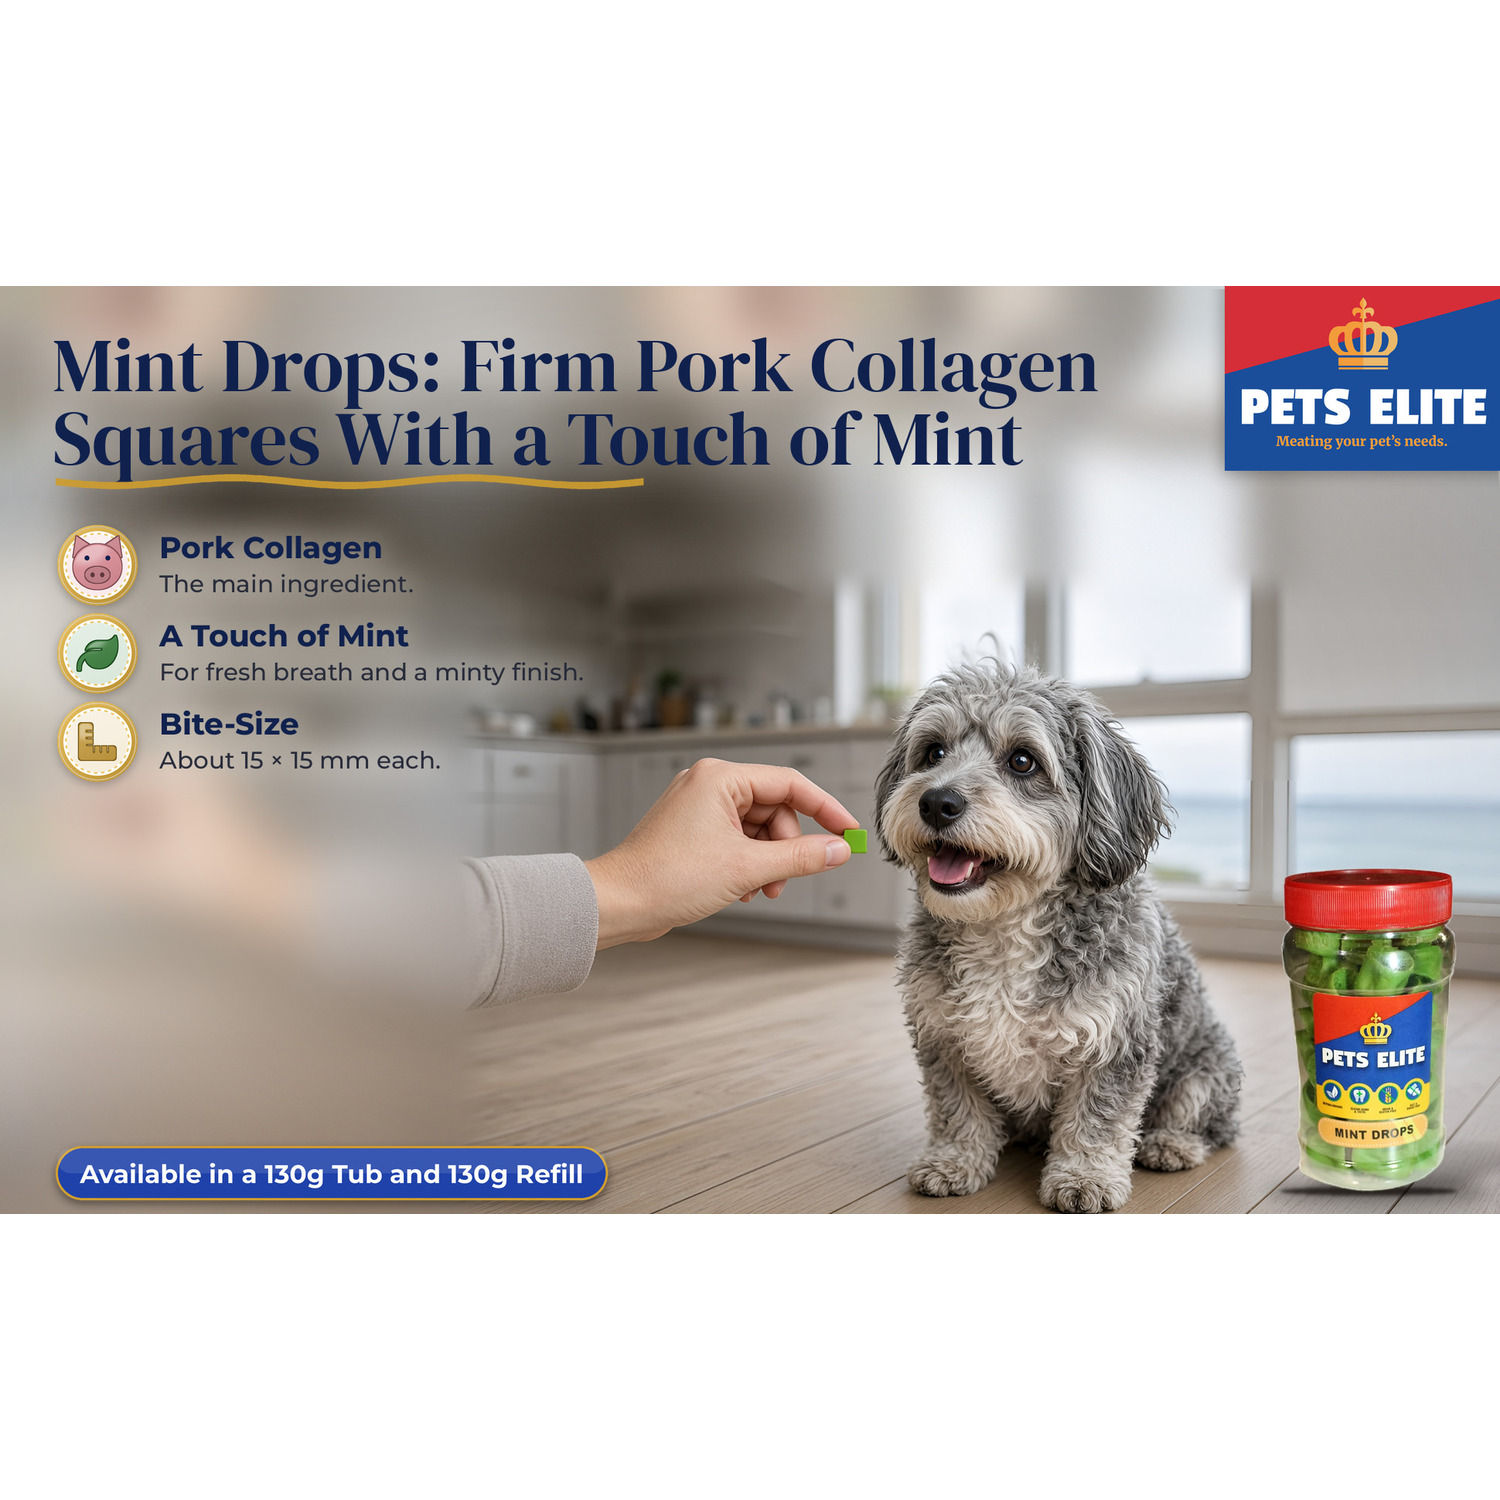 Mint Drops: Firm Pork Collagen
Squares With a Touch of Mint
PETS ELITE
Meating your pet's needs.
Pork Collagen
The main ingredient.
A Touch of Mint
For fresh breath and a minty finish.
Bite-Size
About 15 × 15 mm each.
PETS ELITE
MINT DROPS
Available in a 130g Tub and 130g Refill